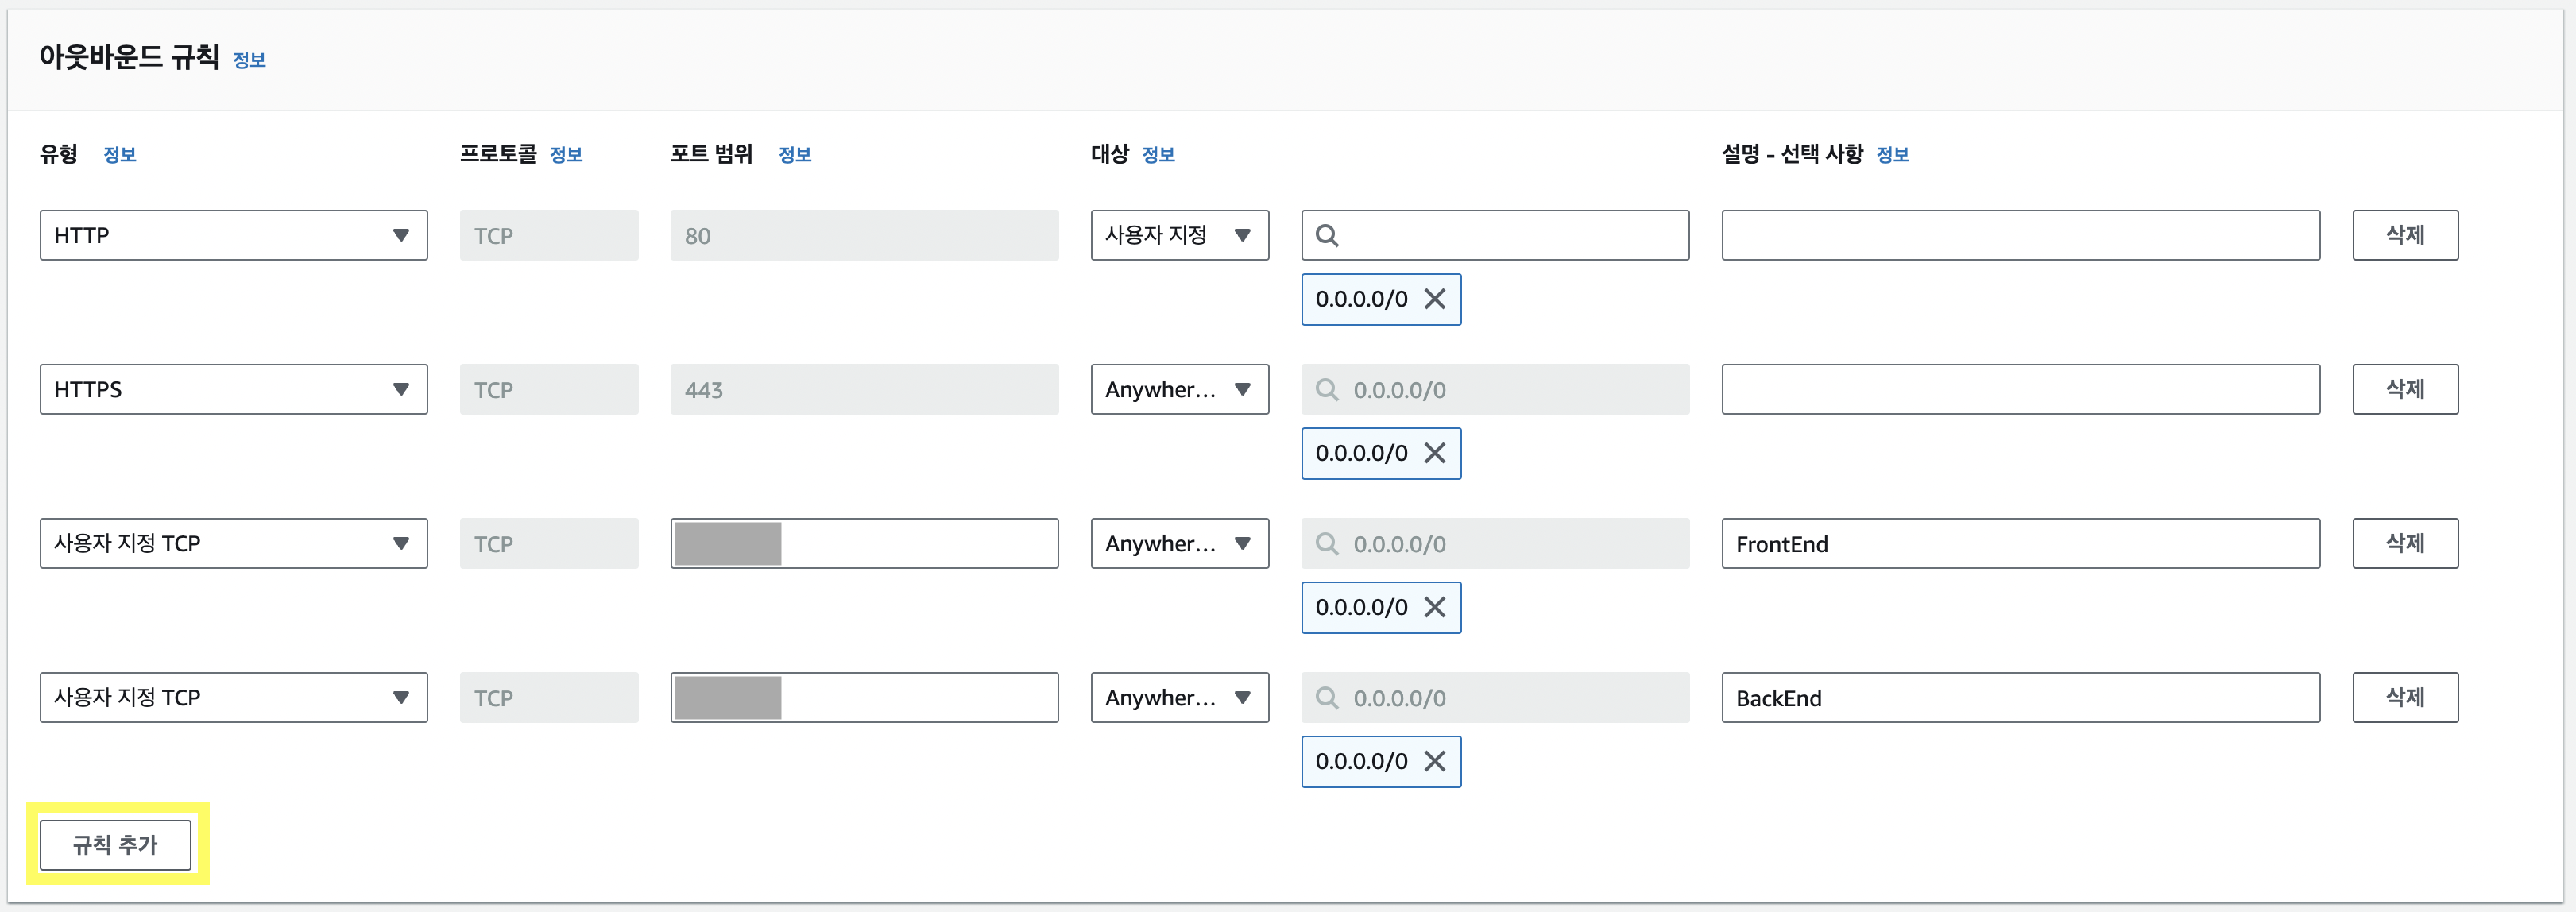 아웃바운드 규칙 정보
유형 정보 프로토콜 정보 포트 범위 정보 대상 정보 설명 - 선택 사항 정보
HTTP TCP 80 사용자 지정 삭제
0.0.0.0/0
HTTPS TCP 443 Anywher... 0.0.0.0/0 삭제
0.0.0.0/0
사용자 지정 TCP TCP Anywher... 0.0.0.0/0 FrontEnd 삭제
0.0.0.0/0
사용자 지정 TCP TCP Anywher... 0.0.0.0/0 BackEnd 삭제
0.0.0.0/0
규칙 추가